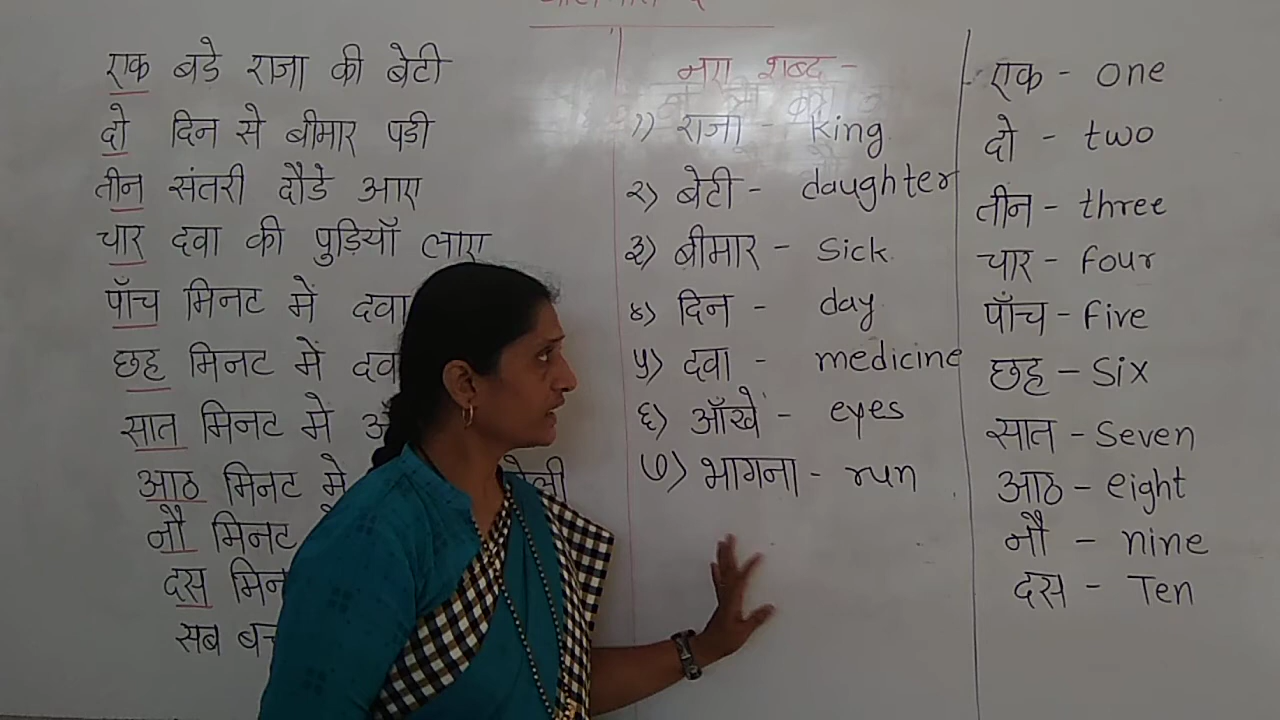 एक बड़े राजा की बेटी
दो दिन से बीमार पडी
तीन संतरी दौडे आए
चार दवा की पुड़ियाँ लाए
पाँच मिनट में दवा
छह मिनट में
सात मिनट में
आठ मिनट में
नौ मिनट
दस
सब
नए शब्द -
१) राजा - king
२) बेटी - daughter
३) बीमार - sick
४) दिन - day
५) दवा - medicine
६) आँखें - eyes
७) भागना - run
एक - one
दो - two
तीन - three
चार - four
पाँच - five
छह - six
सात - seven
आठ - eight
नौ - nine
दस - Ten